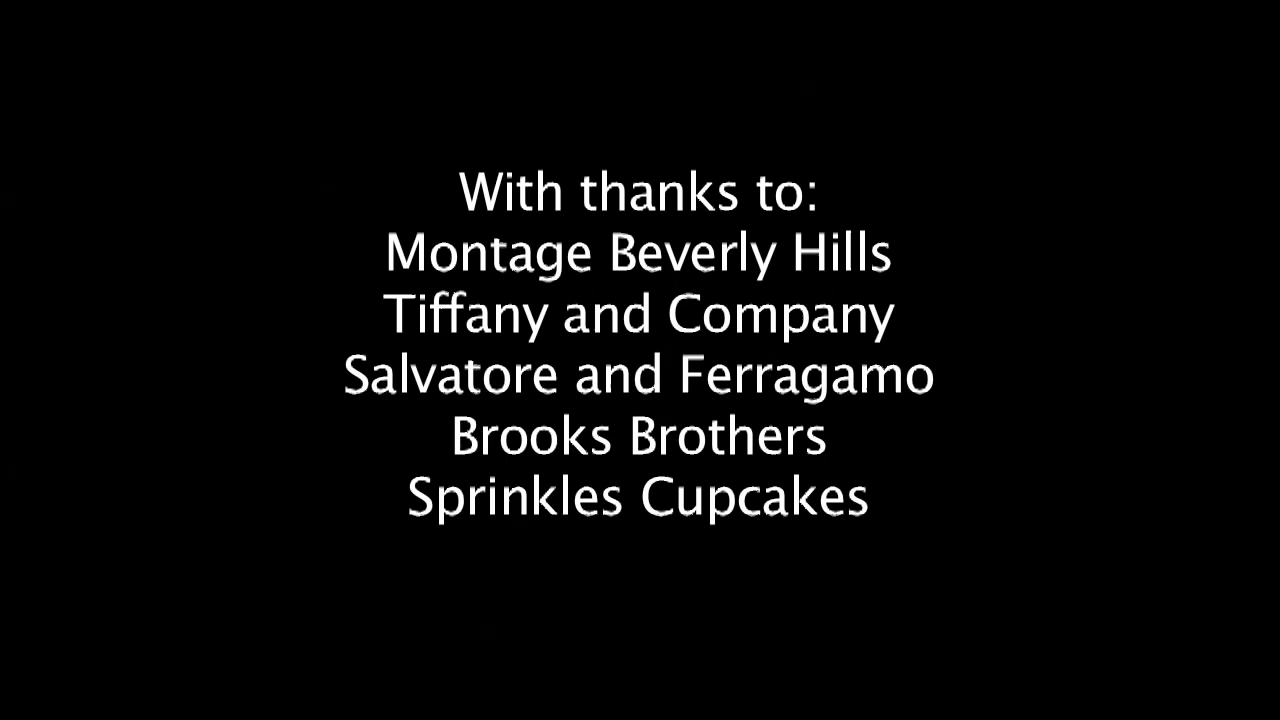 With thanks to:
Montage Beverly Hills
Tiffany and Company
Salvatore and Ferragamo
Brooks Brothers
Sprinkles Cupcakes